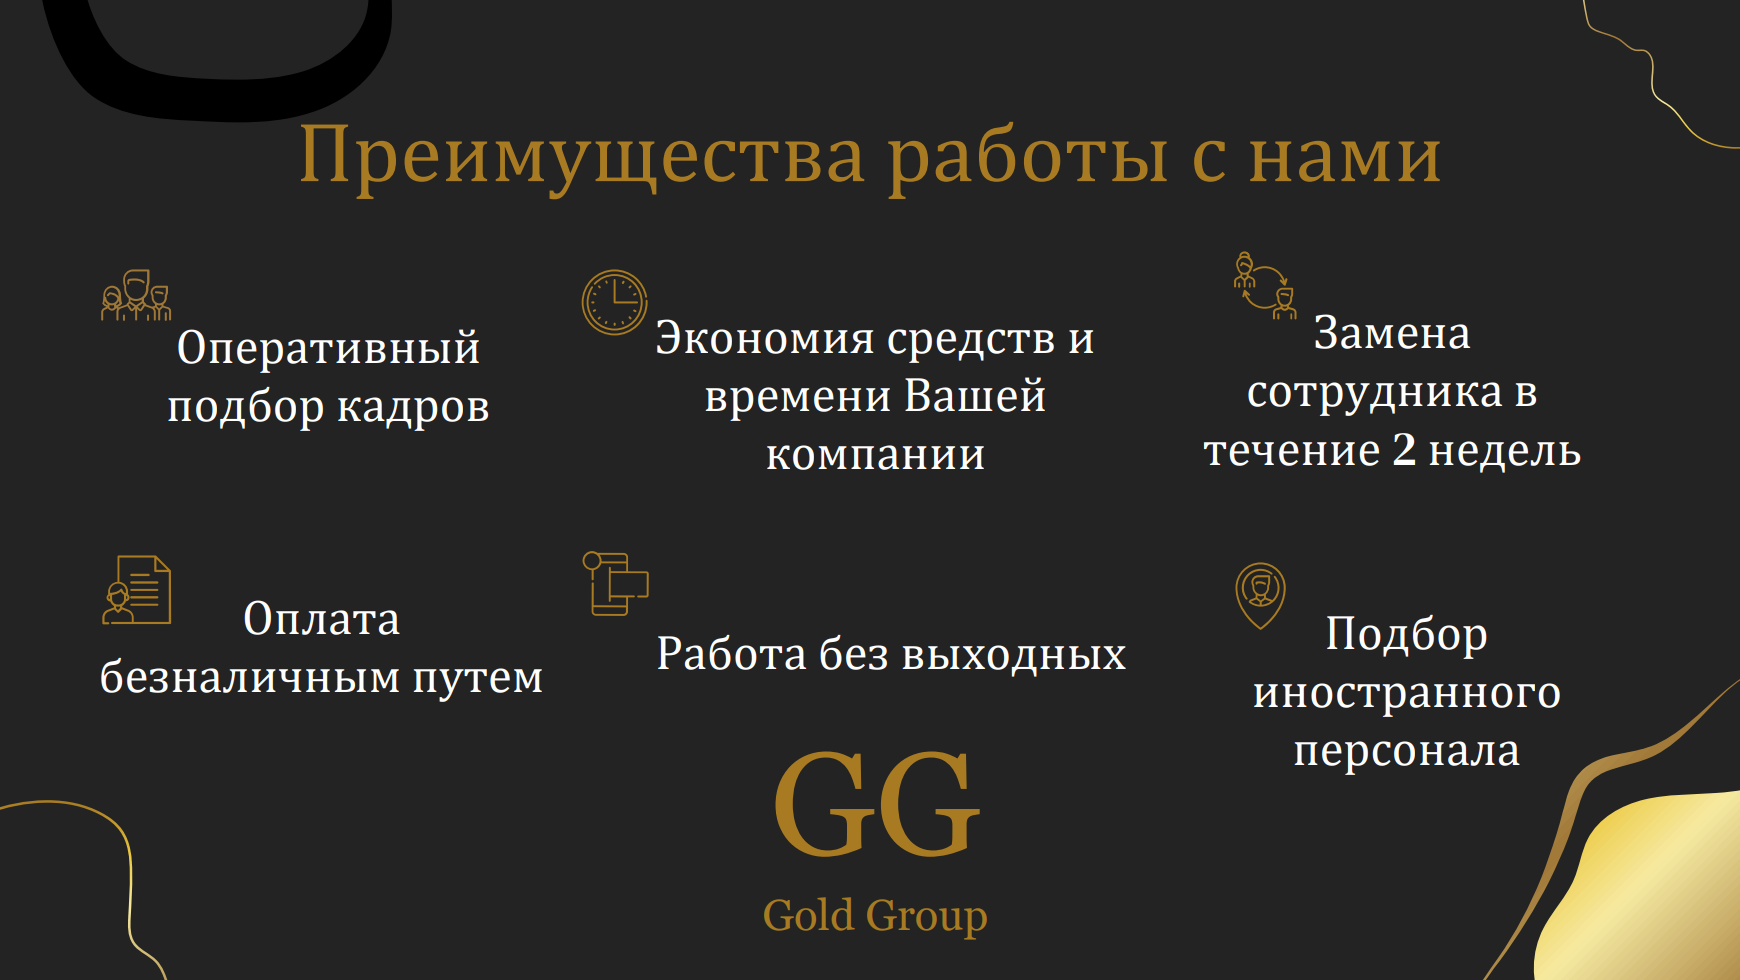 Преимущества работы с нами
Оперативный
подбор кадров
Экономия средств и
времени Вашей
компании
Замена
сотрудника в
течение 2 недель
Оплата
безналичным путем
Работа без выходных
Подбор
иностранного
персонала
GG
Gold Group